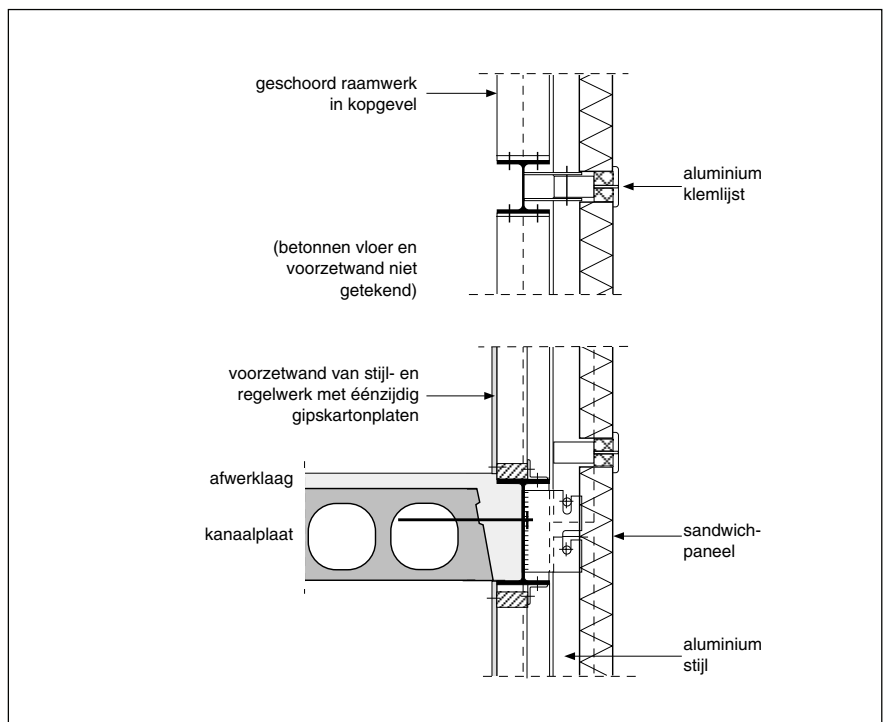 geschoord raamwerk
in kopgevel
aluminium
klemlijst
(betonnen vloer en
voorzetwand niet
getekend)
voorzetwand van stijl- en
regelwerk met éénzijdig
gipskartonplaten
afwerklaag
kanaalplaat
sandwich-
paneel
aluminium
stijl